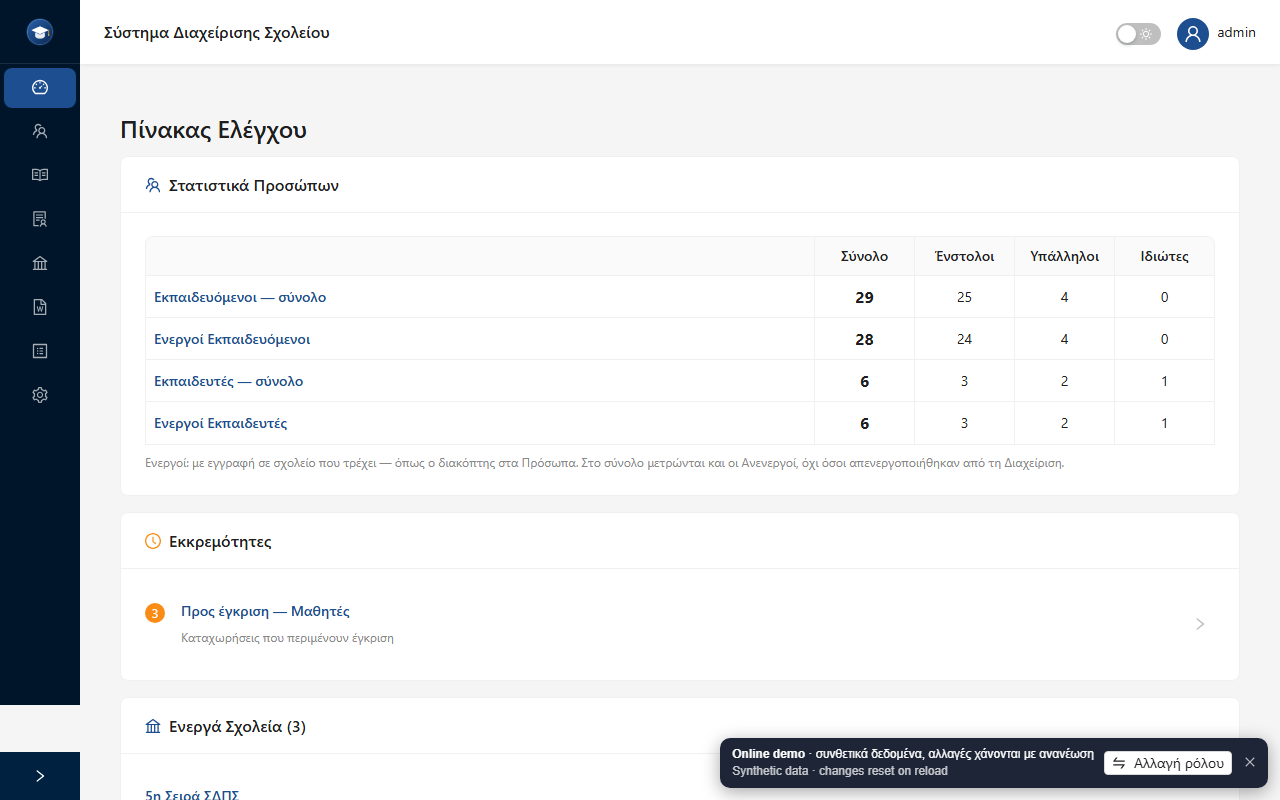 Σύστημα Διαχείρισης Σχολείου
admin
Πίνακας Ελέγχου
Στατιστικά Προσώπων
Σύνολο Ένστολοι Υπάλληλοι Ιδιώτες
Εκπαιδευόμενοι — σύνολο 29 25 4 0
Ενεργοί Εκπαιδευόμενοι 28 24 4 0
Εκπαιδευτές — σύνολο 6 3 2 1
Ενεργοί Εκπαιδευτές 6 3 2 1
Ενεργοί: με εγγραφή σε σχολείο που τρέχει — όπως ο διακόπτης στα Πρόσωπα. Στο σύνολο μετρώνται και οι Ανενεργοί, όχι όσοι απενεργοποιήθηκαν από τη Διαχείριση.
Εκκρεμότητες
3 Προς έγκριση — Μαθητές
Καταχωρήσεις που περιμένουν έγκριση
Ενεργά Σχολεία (3)
5η Σειρά ΣΔΠΣ
Online demo · συνθετικά δεδομένα, αλλαγές χάνονται με ανανέωση
Synthetic data · changes reset on reload
Αλλαγή ρόλου